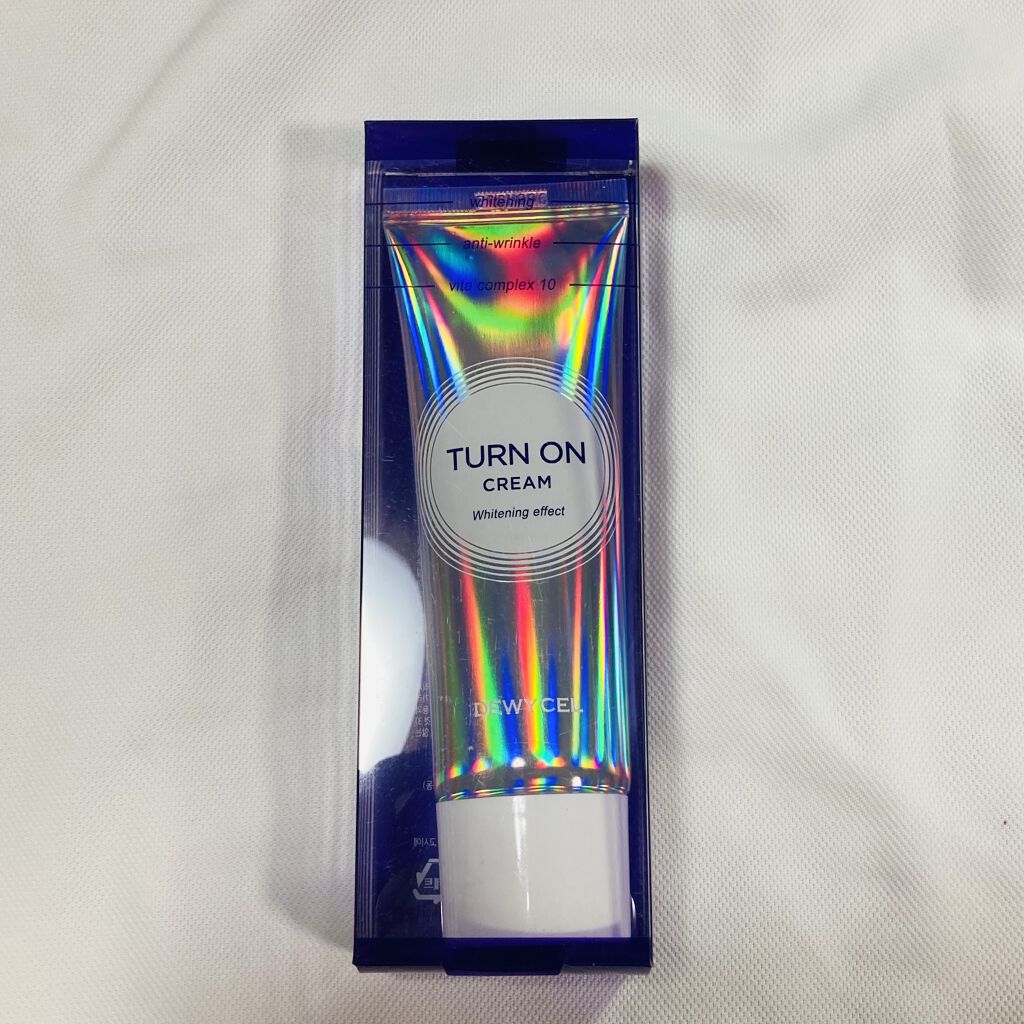 whitening
anti-wrinkle
vita complex 10
TURN ON
CREAM
Whitening effect
DEWYCEL